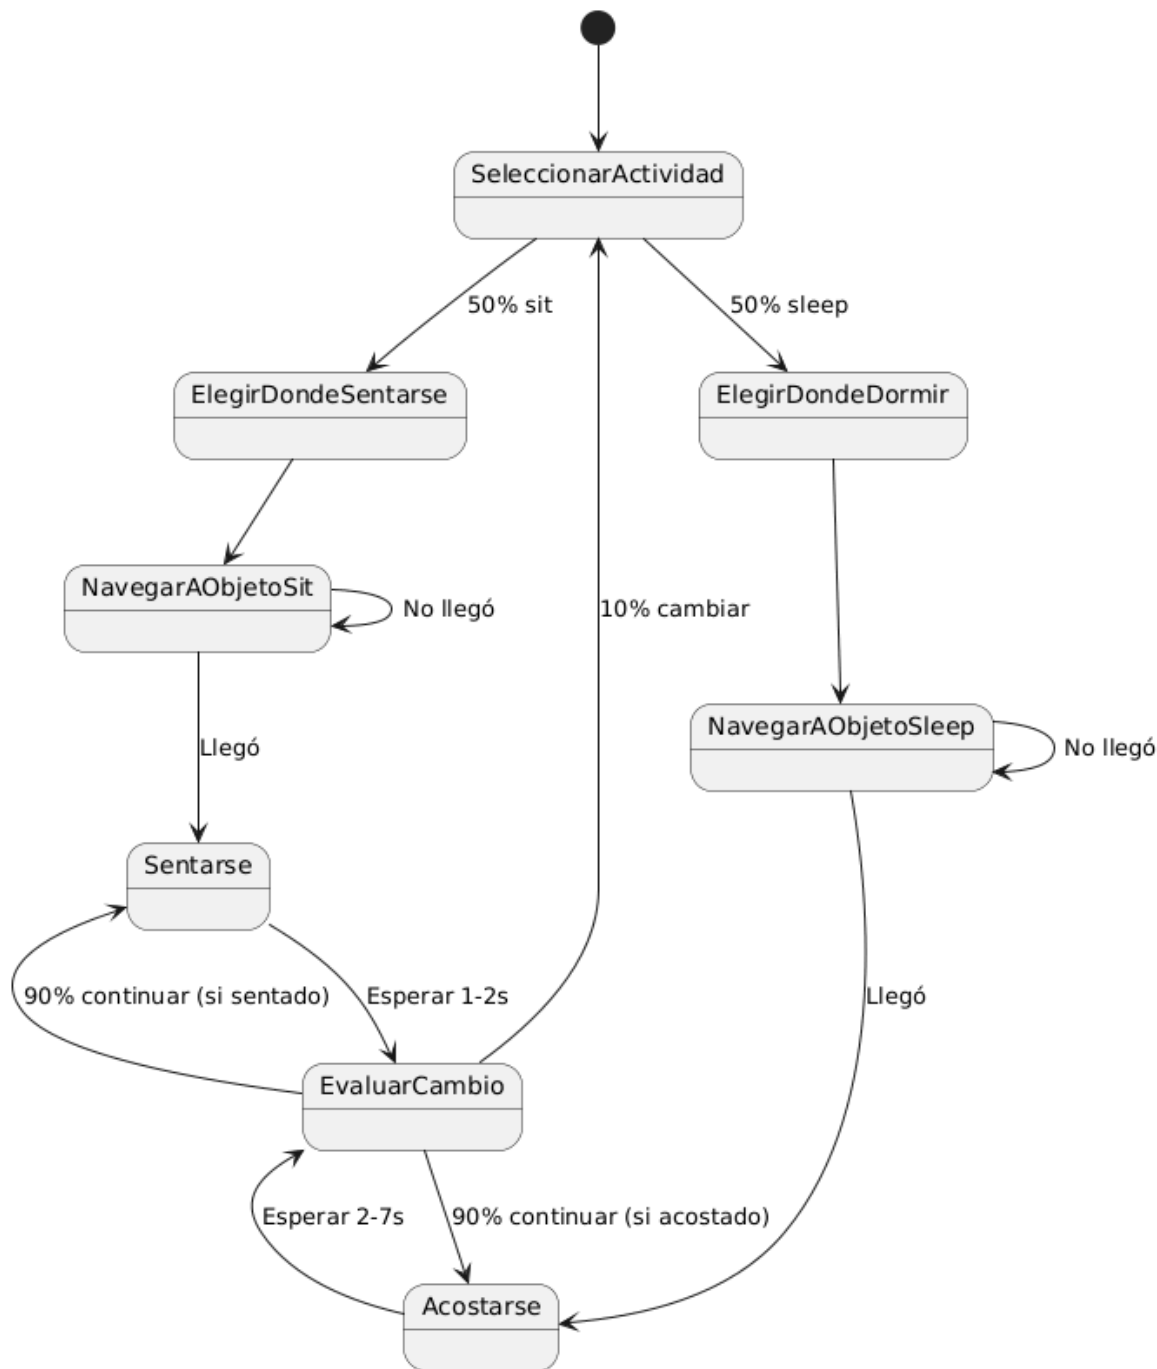 SeleccionarActividad
50% sit
50% sleep
ElegirDondeSentarse
ElegirDondeDormir
NavegarAObjetoSit
No llegó
10% cambiar
NavegarAObjetoSleep
No llegó
Llegó
Sentarse
90% continuar (si sentado)
Esperar 1-2s
Llegó
EvaluarCambio
Esperar 2-7s
90% continuar (si acostado)
Acostarse